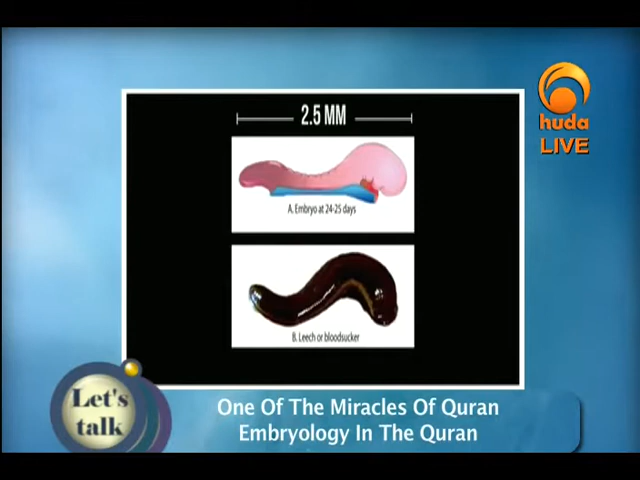 2.5 MM
huda
LIVE
A. Embryo at 24-25 days
B. Leech or bloodsucker
Let's
talk
One Of The Miracles Of Quran
Embryology In The Quran